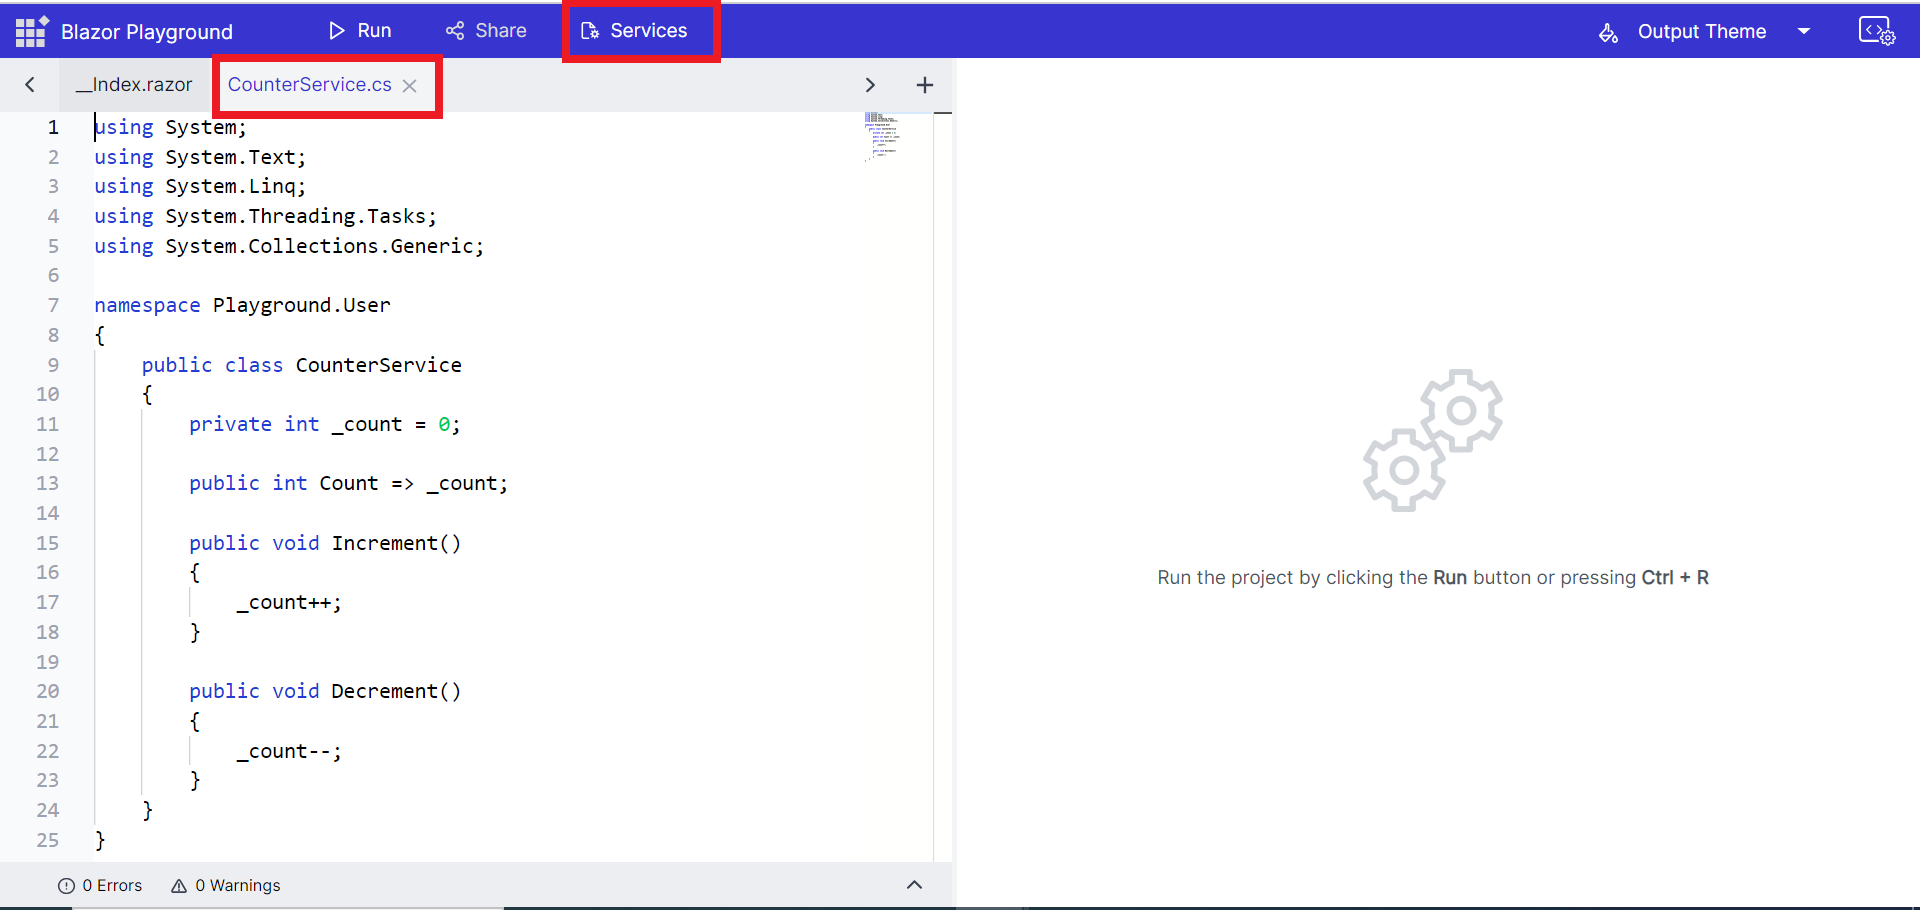 Blazor Playground Run Share Services Output Theme
__Index.razor CounterService.cs
1 using System;
2 using System.Text;
3 using System.Linq;
4 using System.Threading.Tasks;
5 using System.Collections.Generic;
6
7 namespace Playground.User
8 {
9 public class CounterService
10 {
11 private int _count = 0;
12
13 public int Count => _count;
14
15 public void Increment()
16 {
17 _count++;
18 }
19
20 public void Decrement()
21 {
22 _count--;
23 }
24 }
25 }
0 Errors 0 Warnings
Run the project by clicking the Run button or pressing Ctrl + R